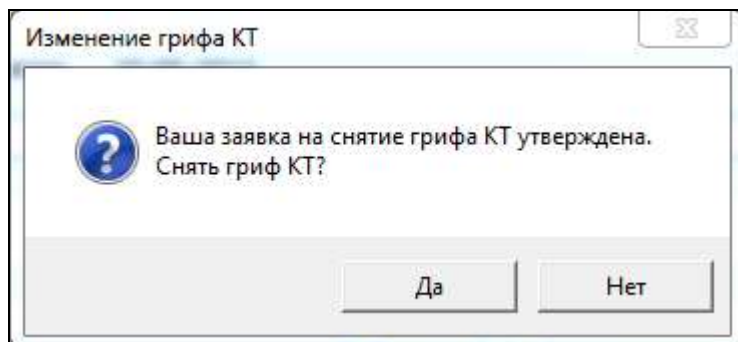 Изменение грифа КТ
Ваша заявка на снятие грифа КТ утверждена.
Снять гриф КТ?
Да
Нет